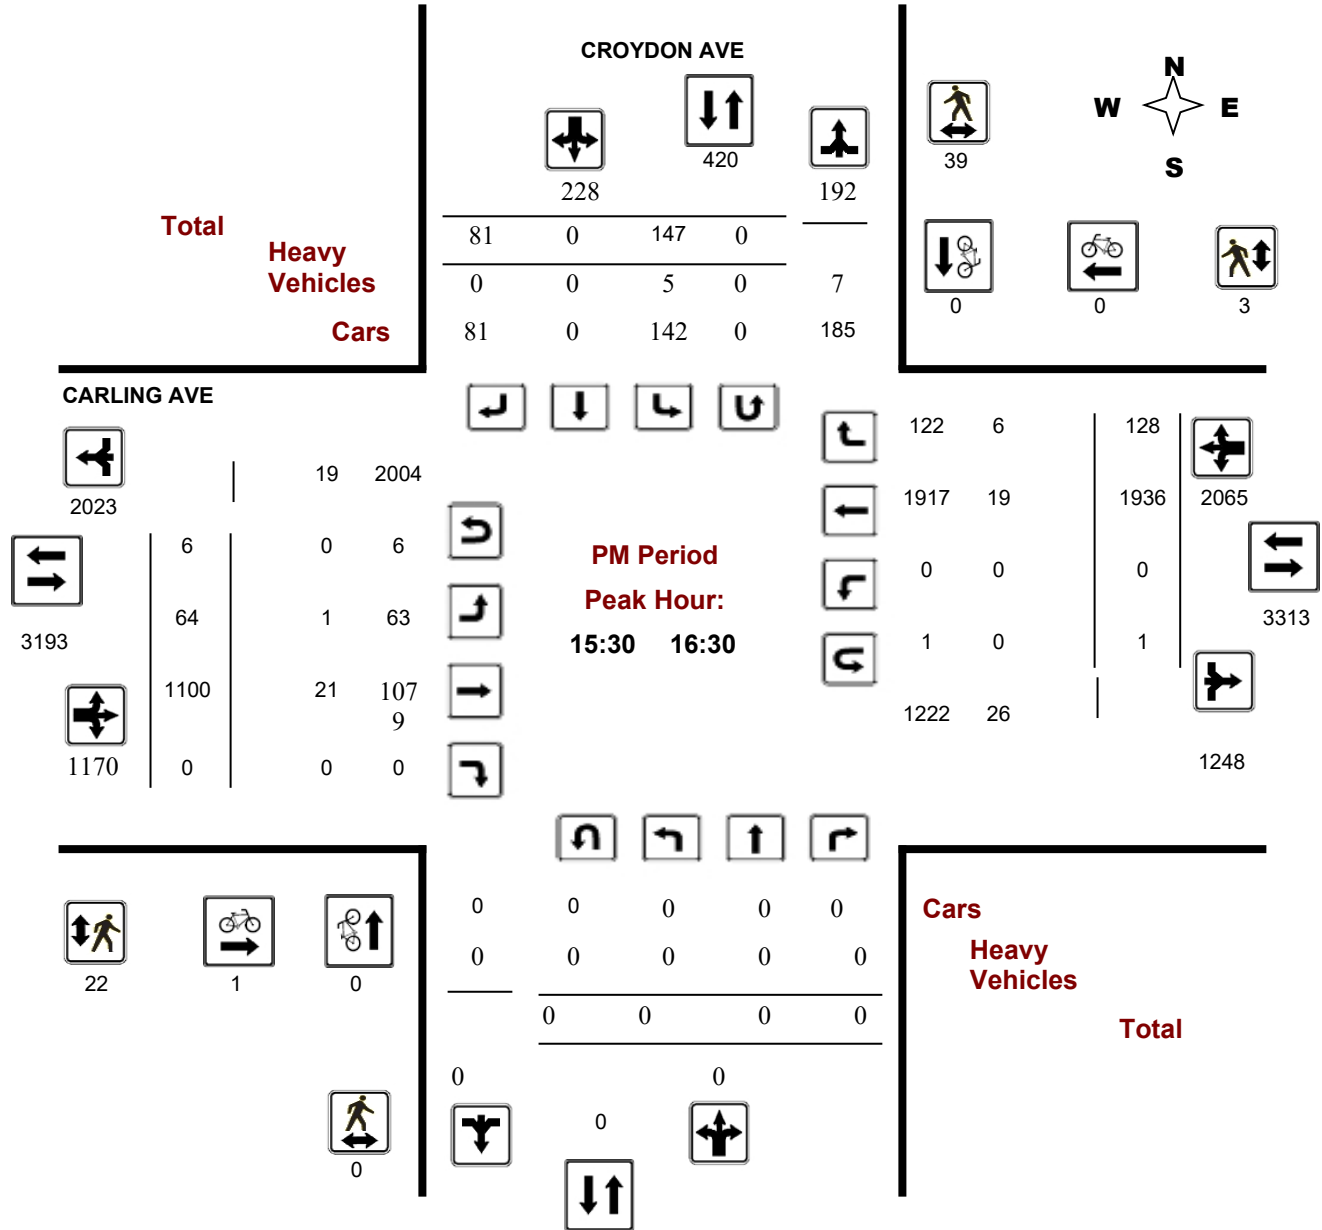 CROYDON AVE
N
W E
S
420
39
228
192
Total
81 0 147 0
Heavy
Vehicles
0 0 5 0 7
0 0 3
Cars
81 0 142 0 185
CARLING AVE
122 6 128
19 2004
2023
1917 19 1936 2065
6 0 6
PM Period
0 0 0
Peak Hour:
64 1 63
3193
15:30 16:30
1 0 1
3313
1100 21 107
9
1222 26
1170 0 0 0
1248
0 0 0 0 0
Cars
0 0 0 0 0
Heavy
Vehicles
22 1 0
0 0 0 0
Total
0 0
0
0